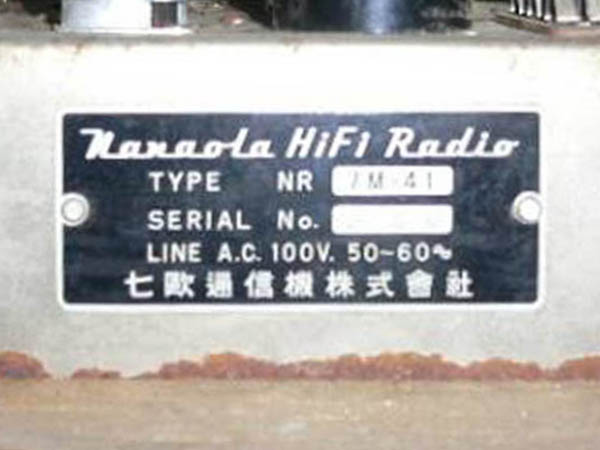 Nanaola HiFi Radio
TYPE NR 7M-41
SERIAL No.
LINE A.C. 100V. 50~60~
七欧通信機株式會社